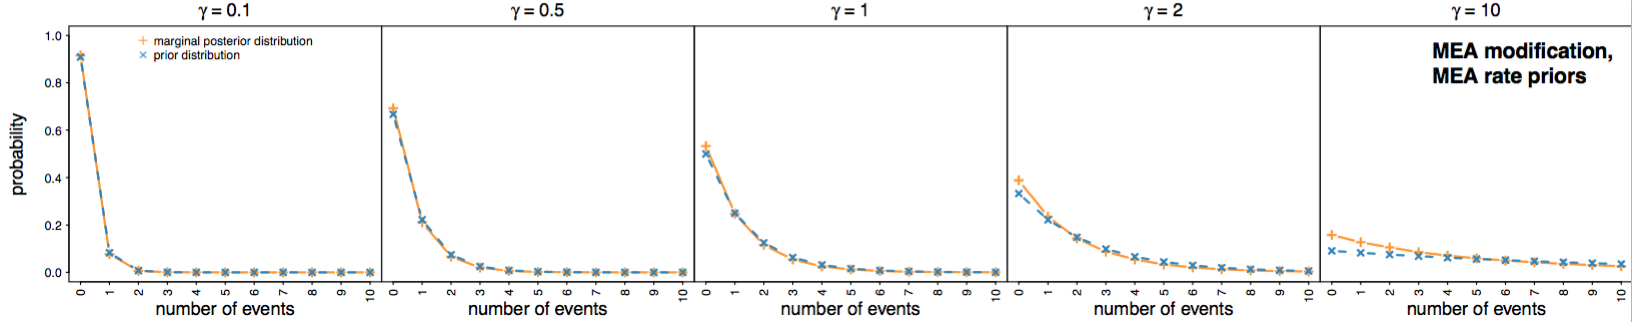 γ = 0.1 γ = 0.5 γ = 1 γ = 2 γ = 10
1.0
0.8
0.6
0.4
0.2
0.0
probability
marginal posterior distribution
prior distribution
MEA modification,
MEA rate priors
0 1 2 3 4 5 6 7 8 9 10 0 1 2 3 4 5 6 7 8 9 10 0 1 2 3 4 5 6 7 8 9 10 0 1 2 3 4 5 6 7 8 9 10 0 1 2 3 4 5 6 7 8 9 10
number of events number of events number of events number of events number of events